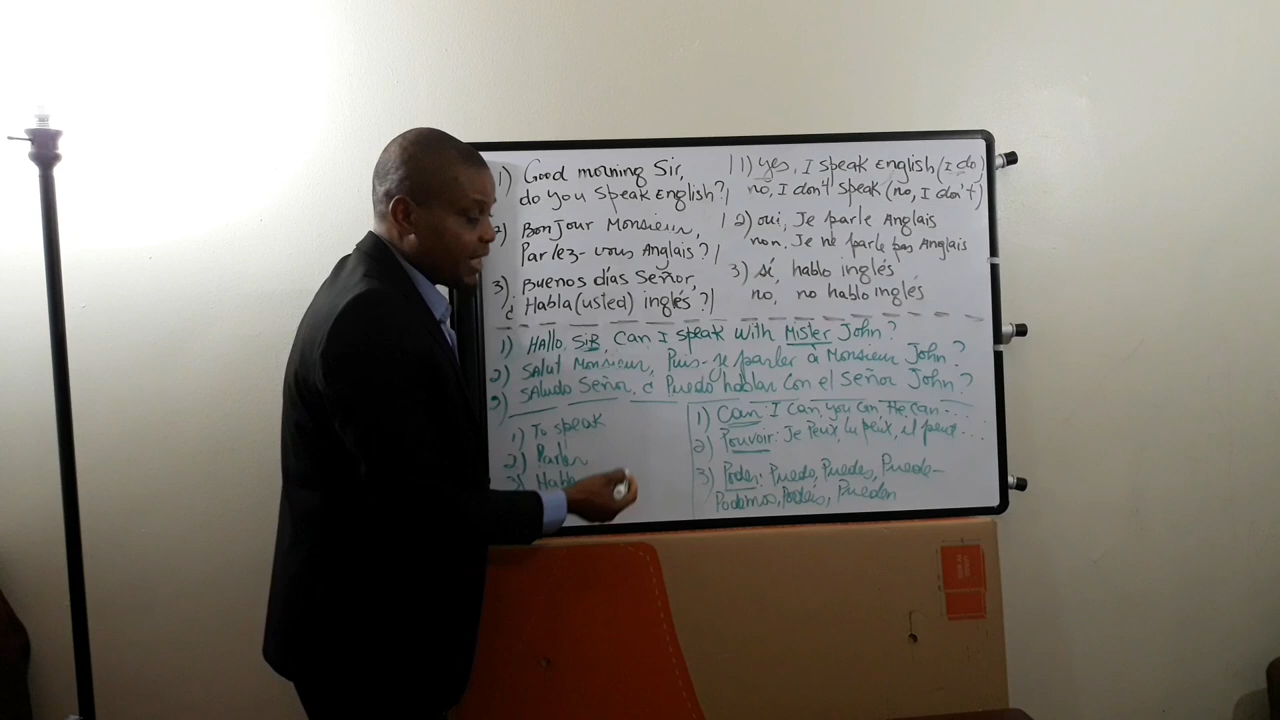 1) Good morning Sir,
do you speak English?/
2) Bonjour Monsieur,
Parlez-vous Anglais?/
3) Buenos días Señor,
¿ Habla (usted) inglés?/
1) yes, I speak English (I do)
no, I don't speak (no, I don't)
2) oui, Je parle Anglais
non, Je ne parle pas Anglais
3) sí, hablo inglés
no, no hablo inglés
1) HALLO, SiR, Can I speak with Mister John?
2) SALUT Monsieur, Puis-je parler à Monsieur John?
3) SALudo Señor, ¿ Puedo hablar Con el Señor John?
1) To speak
2) Parler
3) Habla
1) Can: I can, you can, He can...
2) Pouvoir: Je Peux, tu peux, il peut...
3) Poder: Puedo, Puedes, Puede-
Podemos, Podéis, Pueden